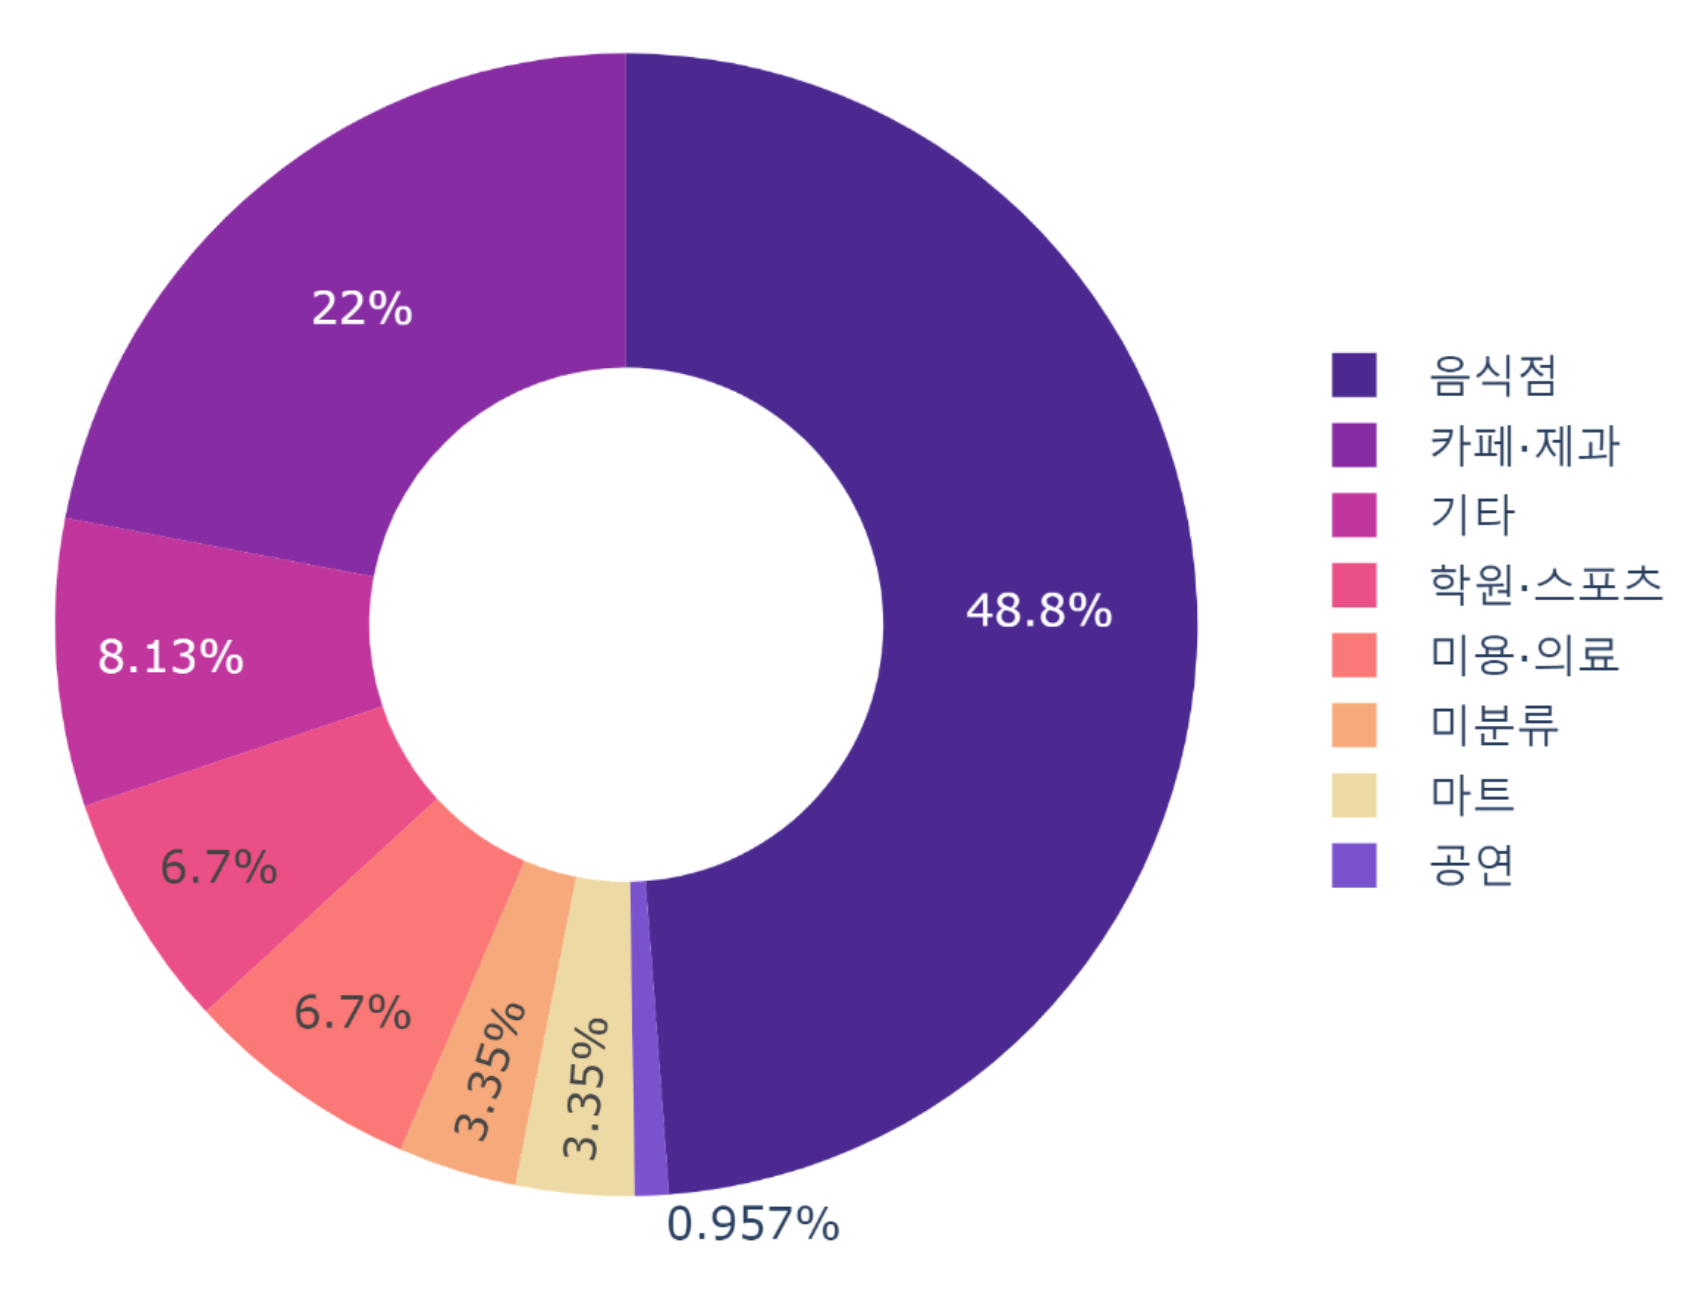 22%
48.8%
8.13%
6.7%
6.7%
3.35%
3.35%
0.957%
음식점
카페·제과
기타
학원·스포츠
미용·의료
미분류
마트
공연